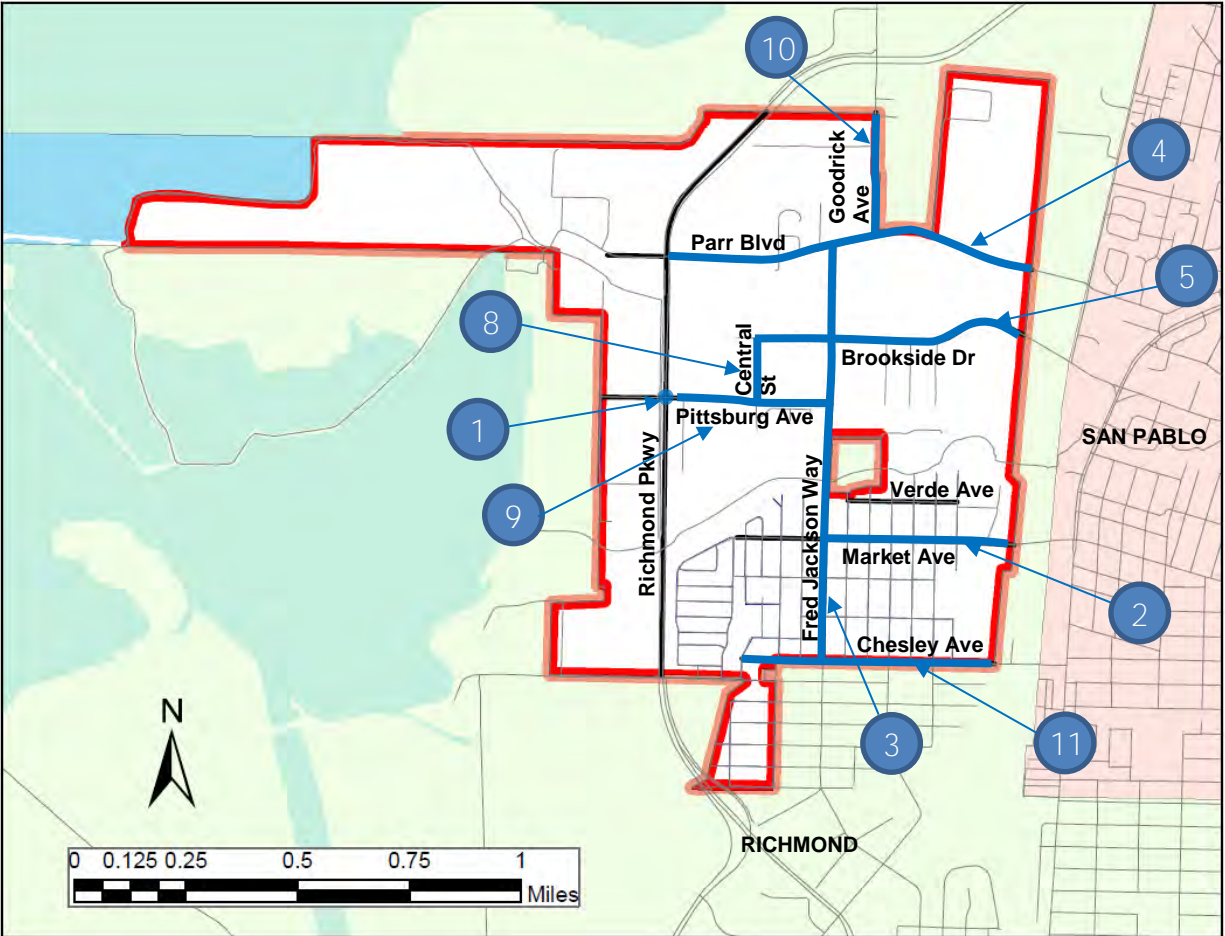 10
Goodrick
Ave
4
Parr Blvd
5
8
Central
St
Brookside Dr
1
Pittsburg Ave
SAN PABLO
9
Richmond Pkwy
Fred Jackson Way
Verde Ave
Market Ave
2
Chesley Ave
3
11
N
RICHMOND
0 0.125 0.25 0.5 0.75 1
Miles